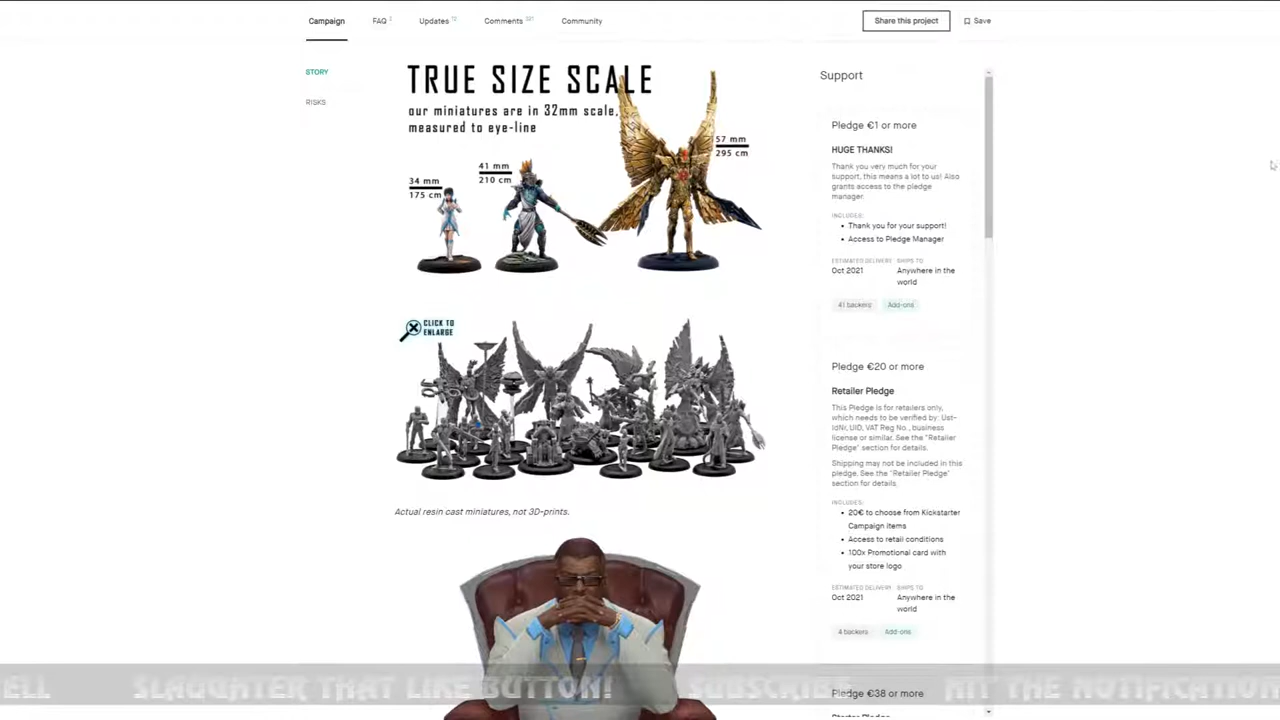 Campaign FAQ Updates Comments Community Share this project Save
STORY
RISKS
TRUE SIZE SCALE
our miniatures are in 32mm scale,
measured to eye-line
34 mm
175 cm
41 mm
210 cm
57 mm
295 cm
CLICK TO
ENLARGE
Actual resin cast miniatures, not 3D-prints.
Support
Pledge €1 or more
HUGE THANKS!
Thank you very much for your
support, this means a lot to us! Also
grants access to the pledge
manager.
INCLUDES:
Thank you for your support!
Access to Pledge Manager
ESTIMATED DELIVERY SHIPS TO
Oct 2021 Anywhere in the
world
41 backers Add-ons
Pledge €20 or more
Retailer Pledge
This Pledge is for retailers only,
which needs to be verified by: Ust-
IdNr, UID, VAT Reg No., business
license or similar. See the "Retailer
Pledge" section for details.
Shipping may not be included in this
pledge. See the "Retailer Pledge"
section for details.
INCLUDES:
20€ to choose from Kickstarter
Campaign items
Access to retail conditions
100x Promotional card with
your store logo
ESTIMATED DELIVERY SHIPS TO
Oct 2021 Anywhere in the
world
4 backers Add-ons
Pledge €38 or more
ELL SLAUGHTER THAT LIKE BUTTON! SUBSCRIBE HIT THE NOTIFICATION